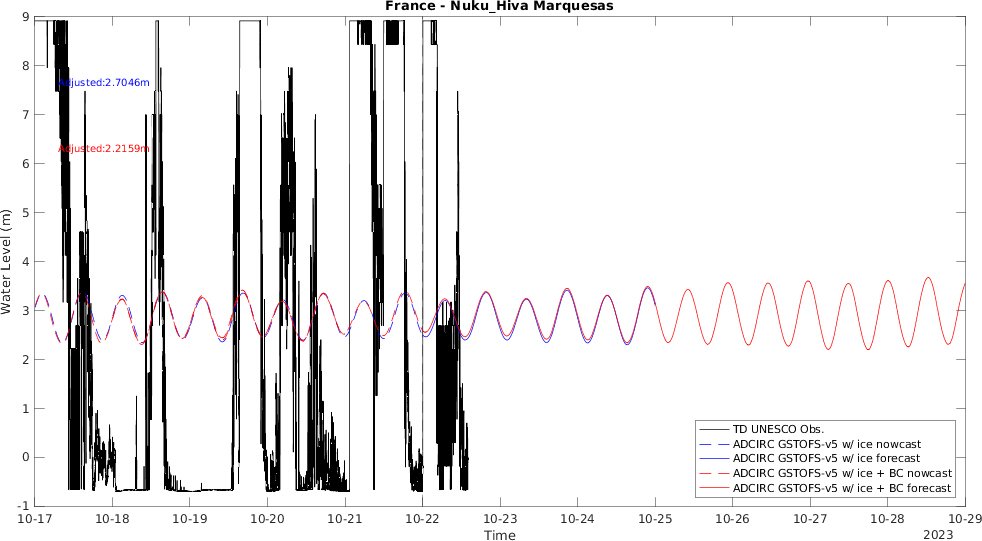 France - Nuku_Hiva Marquesas
9
8
7
6
5
4
3
2
1
0
-1
Water Level (m)
Adjusted:2.7046m
Adjusted:2.2159m
TD UNESCO Obs.
ADCIRC GSTOFS-v5 w/ ice nowcast
ADCIRC GSTOFS-v5 w/ ice forecast
ADCIRC GSTOFS-v5 w/ ice + BC nowcast
ADCIRC GSTOFS-v5 w/ ice + BC forecast
10-17 10-18 10-19 10-20 10-21 10-22 10-23 10-24 10-25 10-26 10-27 10-28 10-29
Time
2023